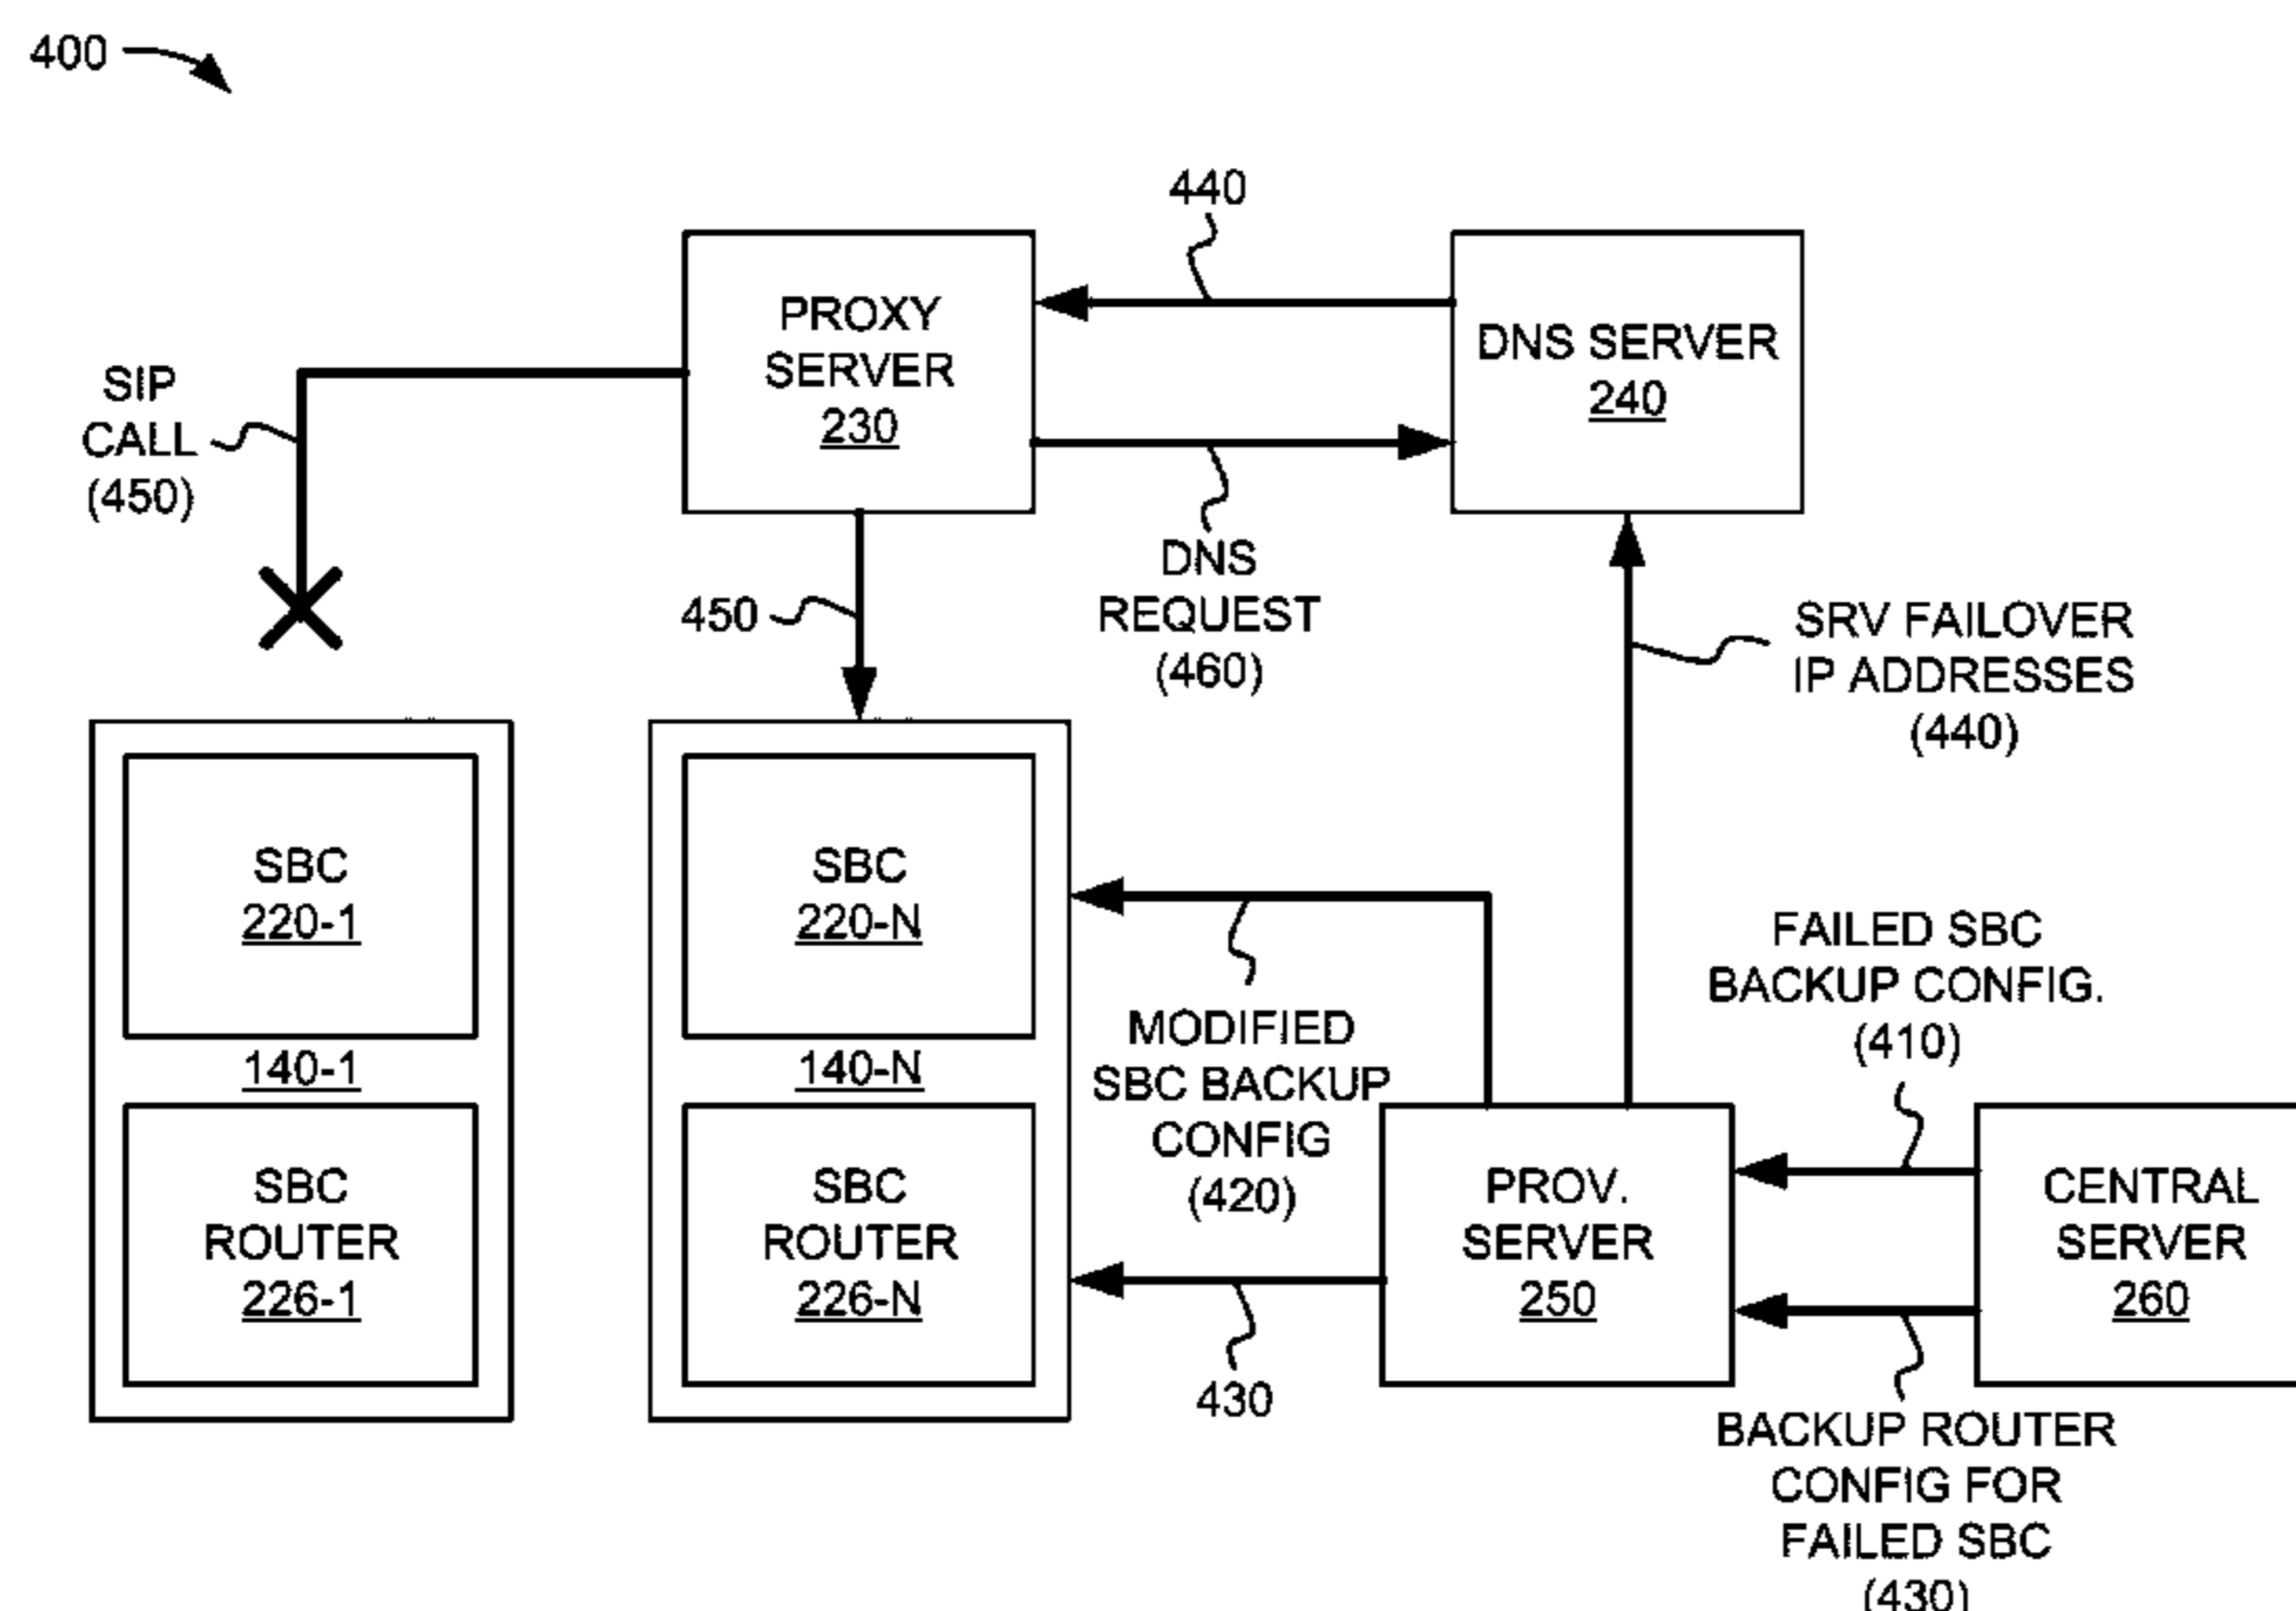 400
440
PROXY
SERVER
230
DNS SERVER
240
SIP
CALL
(450)
450
DNS
REQUEST
(460)
SRV FAILOVER
IP ADDRESSES
(440)
SBC
220-1
140-1
SBC
ROUTER
226-1
SBC
220-N
140-N
SBC
ROUTER
226-N
MODIFIED
SBC BACKUP
CONFIG
(420)
430
FAILED SBC
BACKUP CONFIG.
(410)
PROV.
SERVER
250
CENTRAL
SERVER
260
BACKUP ROUTER
CONFIG FOR
FAILED SBC
(430)